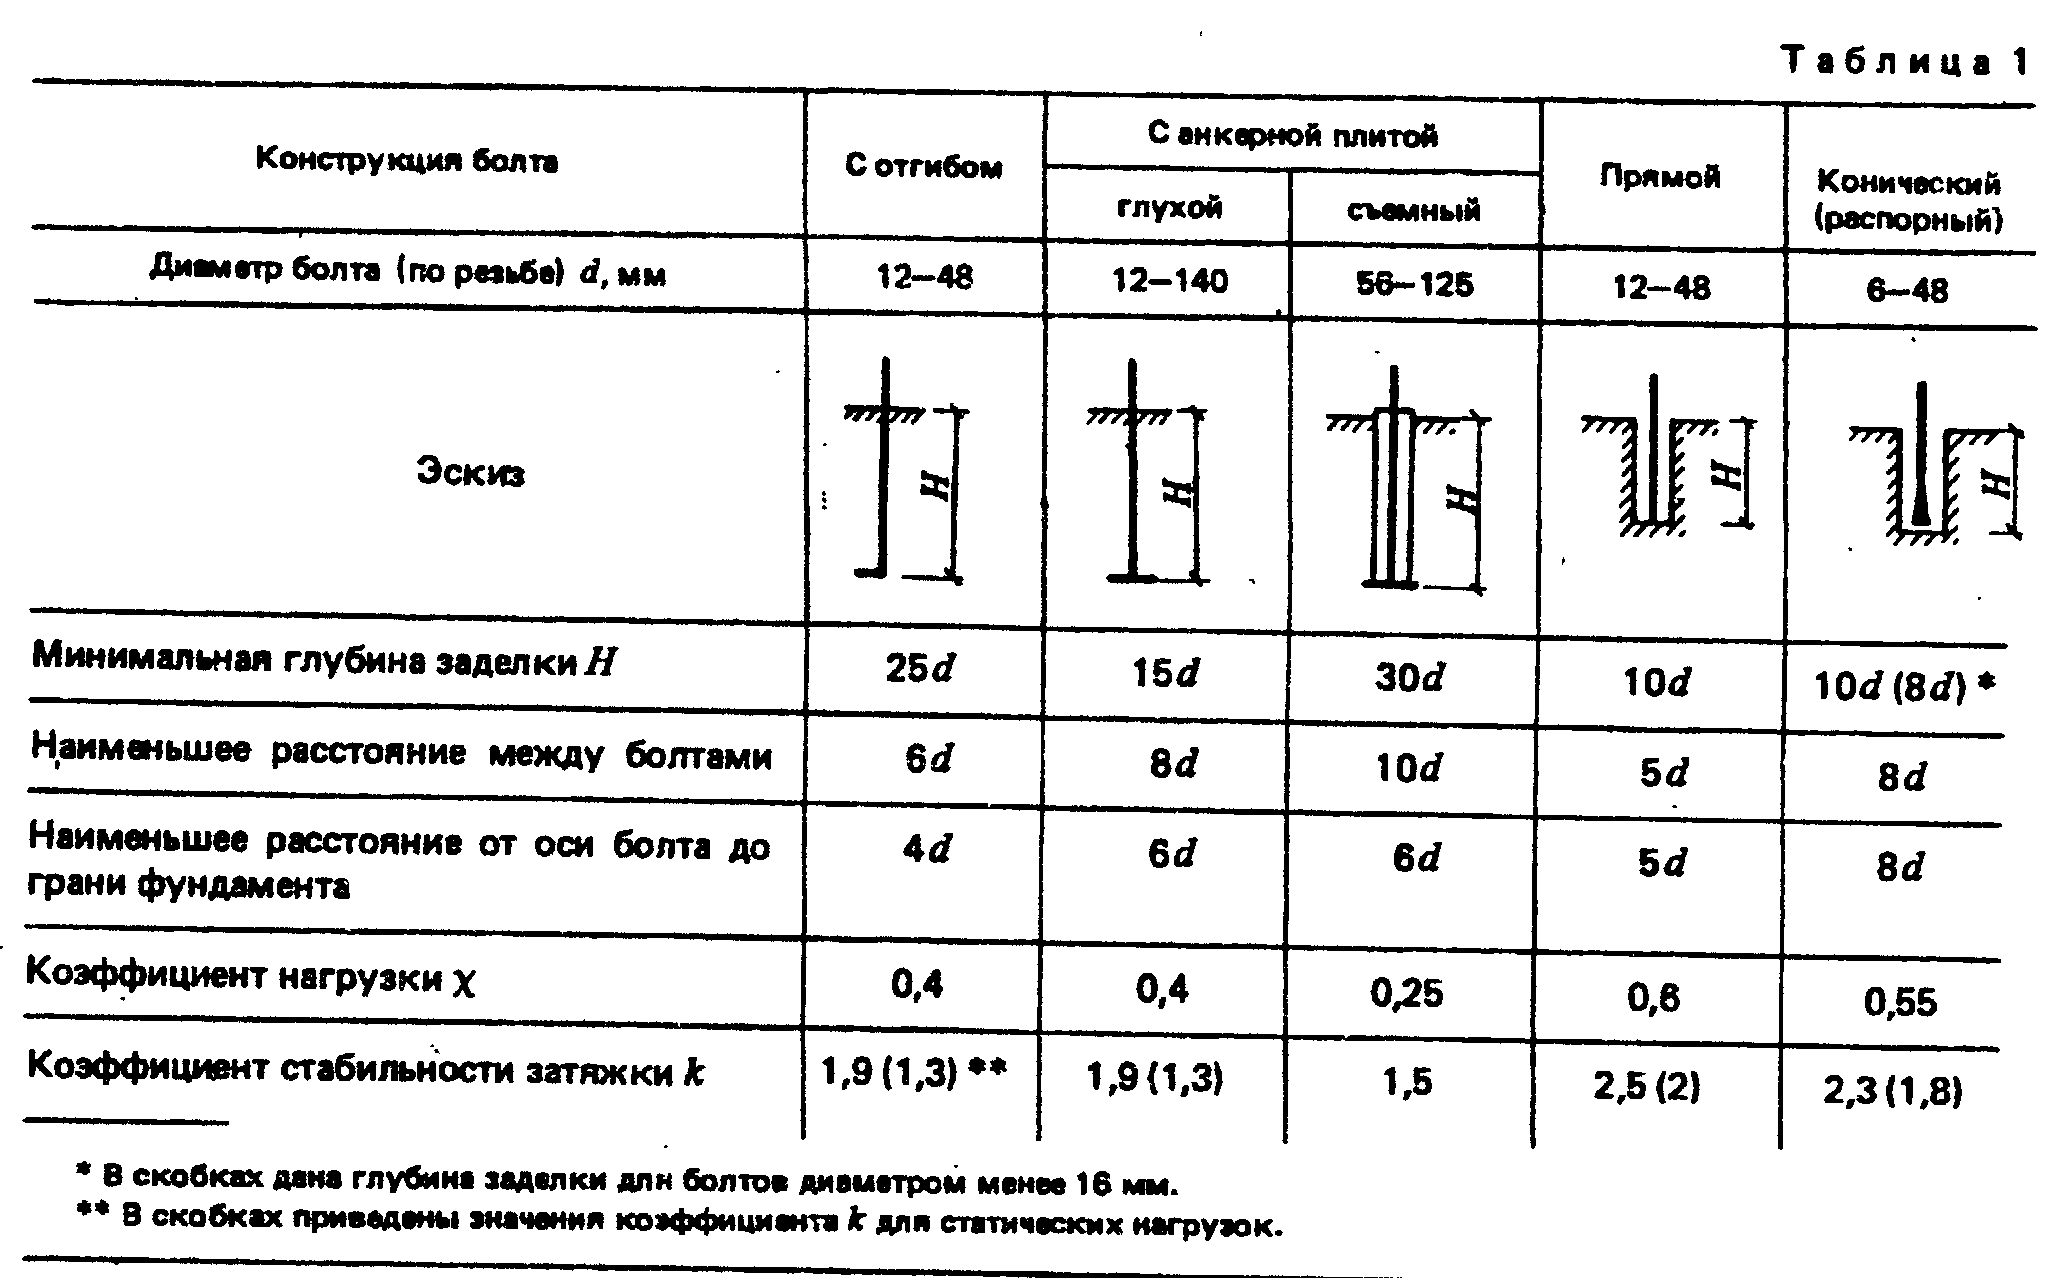 Таблица 1
Конструкция болта С отгибом С анкерной плитой Прямой Конический (распорный)
глухой съемный
Диаметр болта (по резьбе) d, мм 12–48 12–140 56–125 12–48 6–48
Эскиз H H H H H
Минимальная глубина заделки H 25d 15d 30d 10d 10d (8d) *
Наименьшее расстояние между болтами 6d 8d 10d 5d 8d
Наименьшее расстояние от оси болта до 4d 6d 6d 5d 8d
грани фундамента
Коэффициент нагрузки χ 0,4 0,4 0,25 0,6 0,55
Коэффициент стабильности затяжки k 1,9 (1,3) ** 1,9 (1,3) 1,5 2,5 (2) 2,3 (1,8)
* В скобках дана глубина заделки для болтов диаметром менее 16 мм.
** В скобках приведены значения коэффициента k для статических нагрузок.